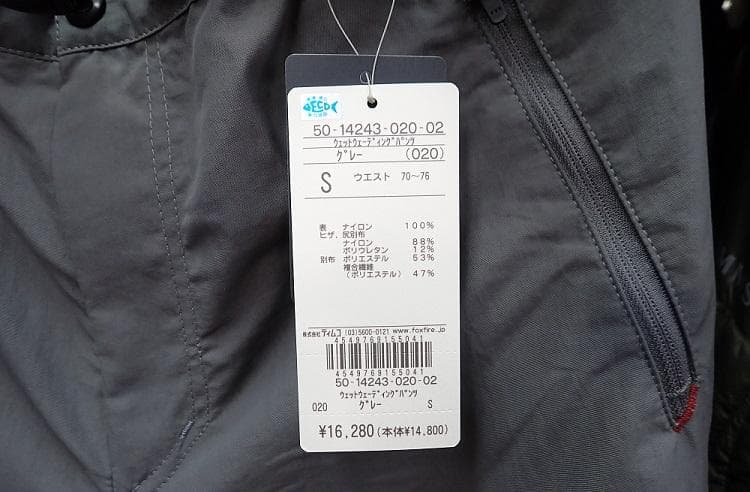 DECO
50-14243-020-02
ウェットウェーディングパンツ
グレー (020)
S ウエスト 70〜76
表 ナイロン 100%
ヒザ、尻別布
ナイロン 88%
ポリウレタン 12%
別布 ポリエステル 53%
複合繊維
(ポリエステル) 47%
株式会社ティムコ (03)5600-0121 www.foxfire.jp
4549769155041
4549769155041
50-14243-020-02
ウェットウェーディングパンツ
020 グレー S
¥16,280(本体¥14,800)